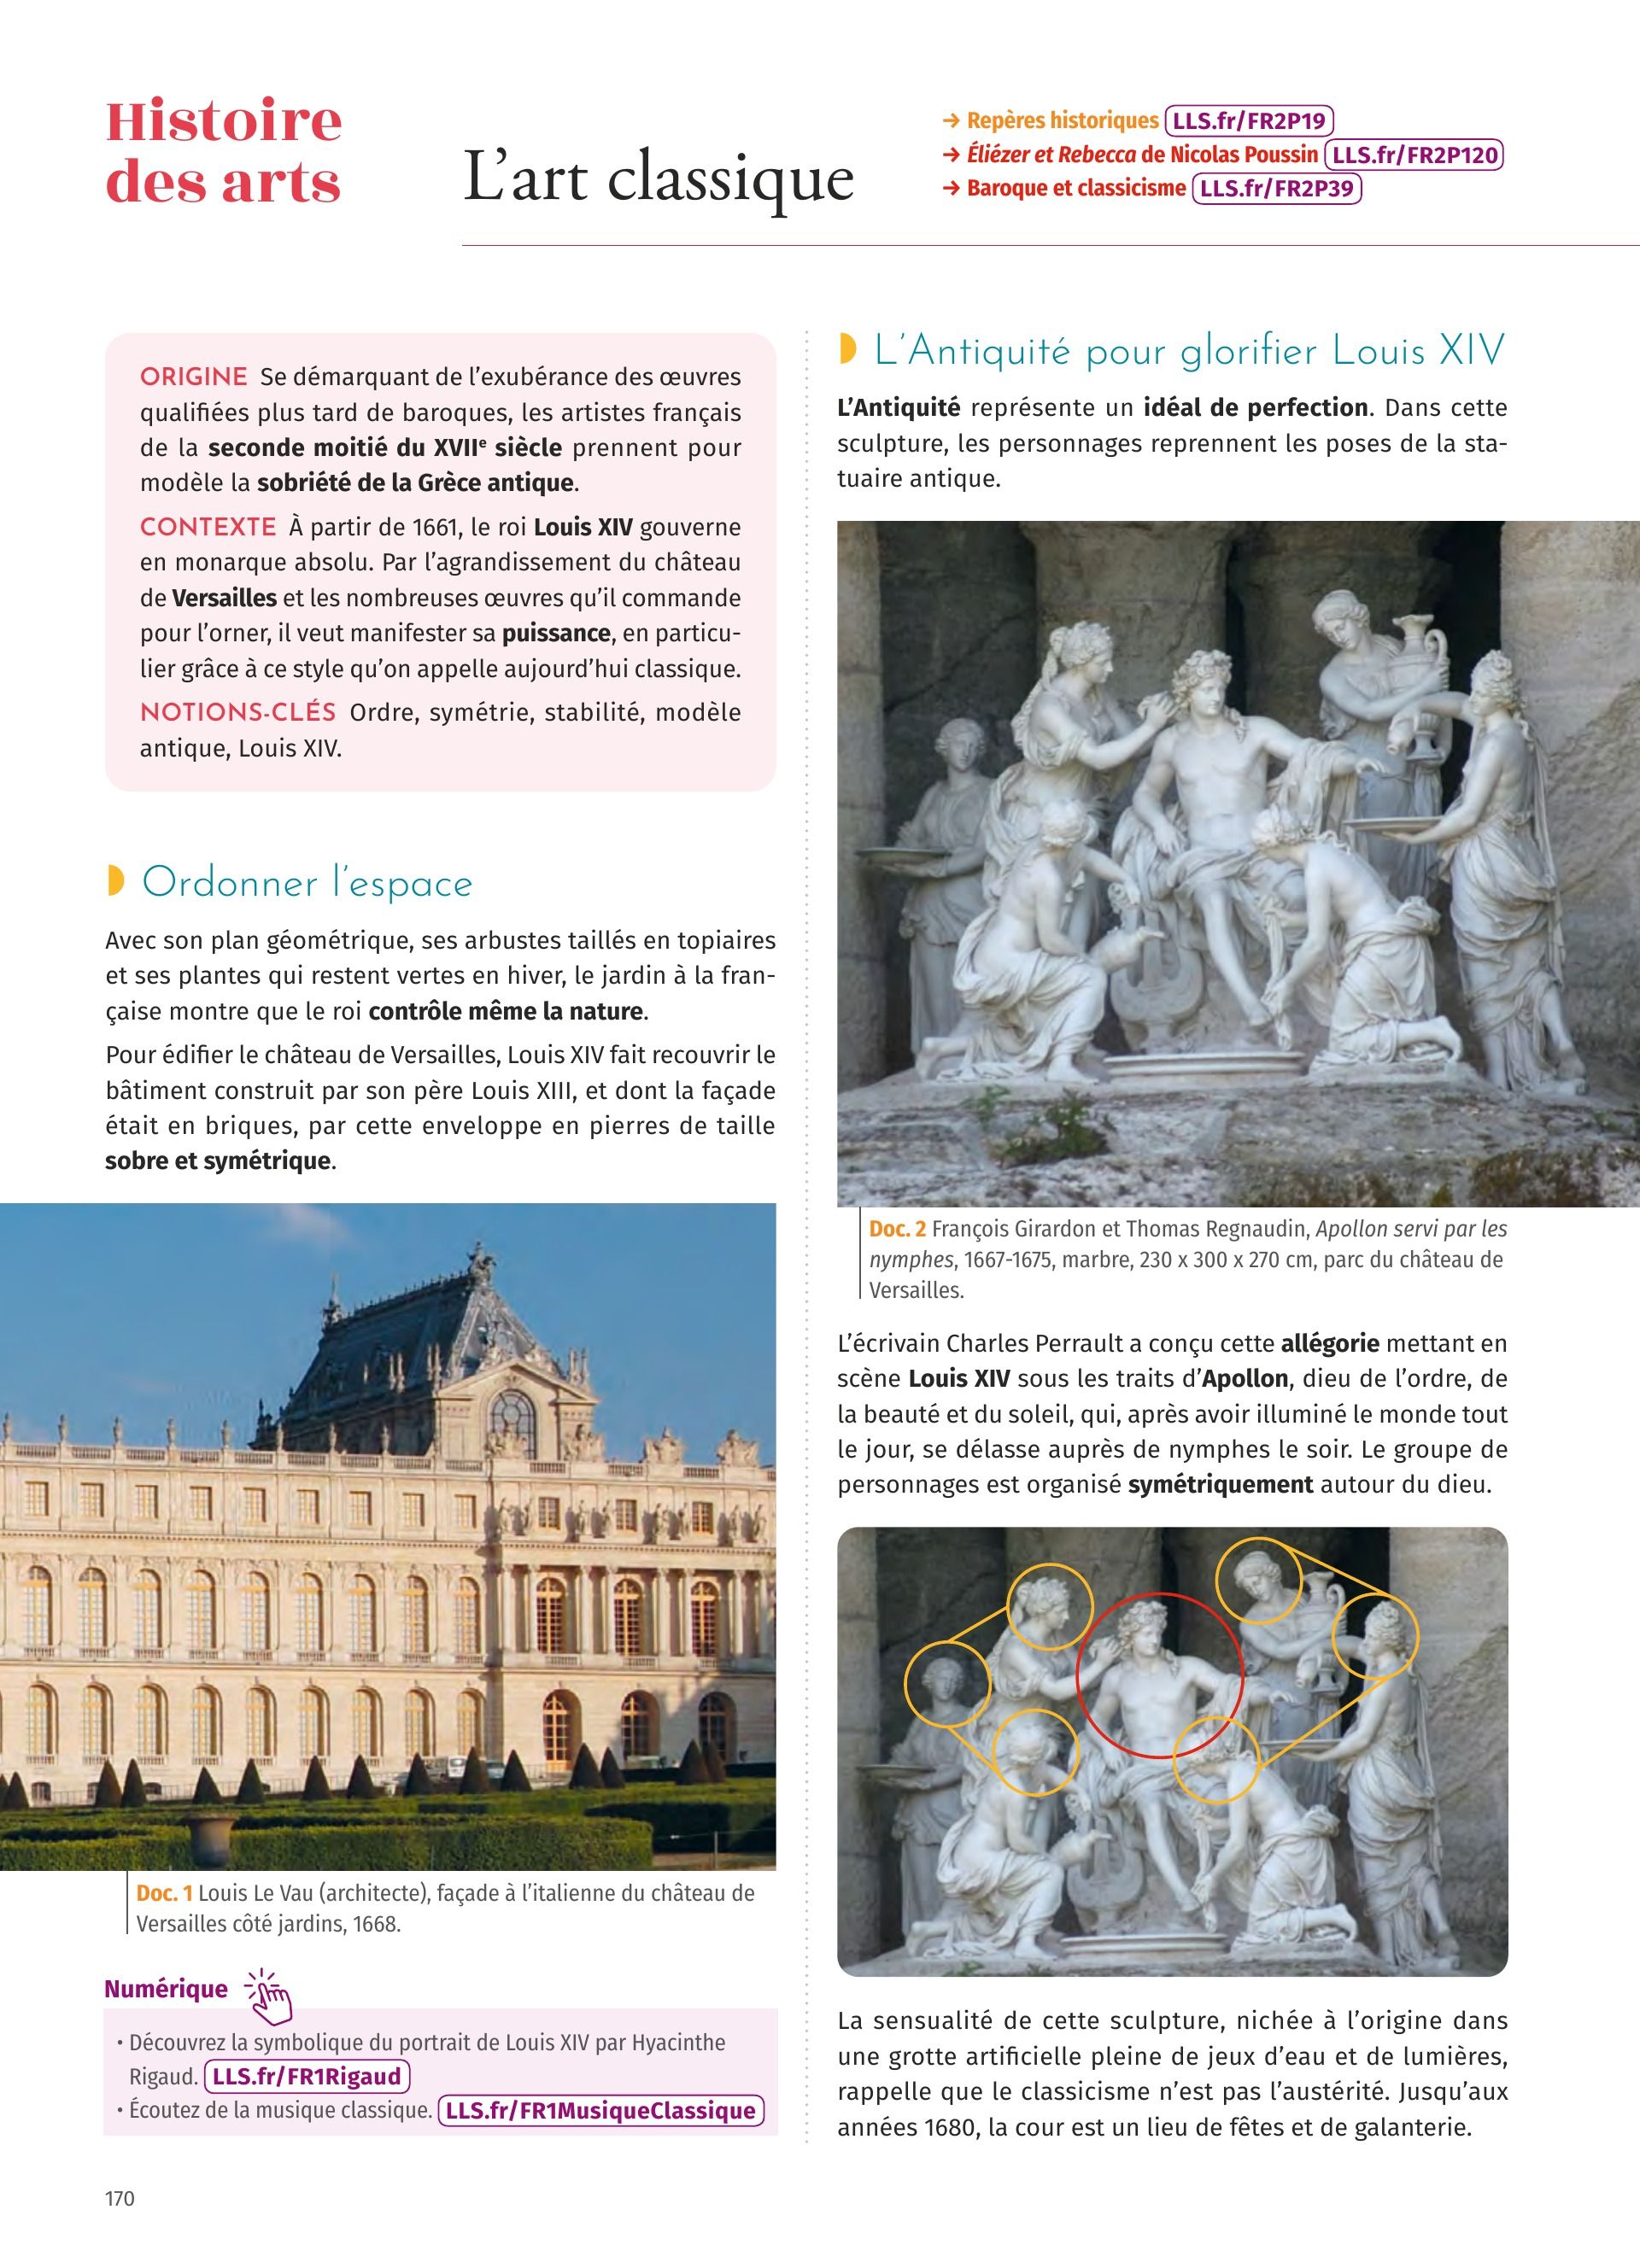 Histoire
des arts
L'art classique
→ Repères historiques LLS.fr/FR2P19
→ Éliézer et Rebecca de Nicolas Poussin LLS.fr/FR2P120
→ Baroque et classicisme LLS.fr/FR2P39
ORIGINE Se démarquant de l'exubérance des œuvres
qualifiées plus tard de baroques, les artistes français
de la seconde moitié du XVIIe siècle prennent pour
modèle la sobriété de la Grèce antique.
CONTEXTE À partir de 1661, le roi Louis XIV gouverne
en monarque absolu. Par l'agrandissement du château
de Versailles et les nombreuses œuvres qu'il commande
pour l'orner, il veut manifester sa puissance, en particu-
lier grâce à ce style qu'on appelle aujourd'hui classique.
NOTIONS-CLÉS Ordre, symétrie, stabilité, modèle
antique, Louis XIV.
Ordonner l'espace
Avec son plan géométrique, ses arbustes taillés en topiaires
et ses plantes qui restent vertes en hiver, le jardin à la fran-
çaise montre que le roi contrôle même la nature.
Pour édifier le château de Versailles, Louis XIV fait recouvrir le
bâtiment construit par son père Louis XIII, et dont la façade
était en briques, par cette enveloppe en pierres de taille
sobre et symétrique.
Doc. 1 Louis Le Vau (architecte), façade à l'italienne du château de
Versailles côté jardins, 1668.
Numérique
• Découvrez la symbolique du portrait de Louis XIV par Hyacinthe
Rigaud. LLS.fr/FR1Rigaud
• Écoutez de la musique classique. LLS.fr/FR1MusiqueClassique
L'Antiquité pour glorifier Louis XIV
L'Antiquité représente un idéal de perfection. Dans cette
sculpture, les personnages reprennent les poses de la sta-
tuaire antique.
Doc. 2 François Girardon et Thomas Regnaudin, Apollon servi par les
nymphes, 1667-1675, marbre, 230 x 300 x 270 cm, parc du château de
Versailles.
L'écrivain Charles Perrault a conçu cette allégorie mettant en
scène Louis XIV sous les traits d'Apollon, dieu de l'ordre, de
la beauté et du soleil, qui, après avoir illuminé le monde tout
le jour, se délasse auprès de nymphes le soir. Le groupe de
personnages est organisé symétriquement autour du dieu.
La sensualité de cette sculpture, nichée à l'origine dans
une grotte artificielle pleine de jeux d'eau et de lumières,
rappelle que le classicisme n'est pas l'austérité. Jusqu'aux
années 1680, la cour est un lieu de fêtes et de galanterie.
170